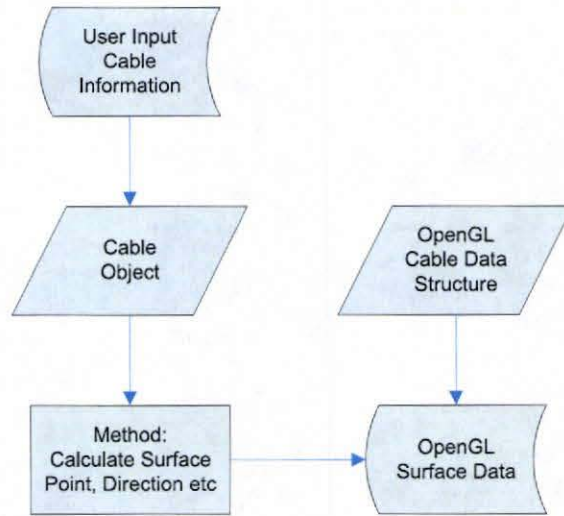 User Input
Cable
Information
Cable
Object
OpenGL
Cable Data
Structure
Method:
Calculate Surface
Point, Direction etc
OpenGL
Surface Data